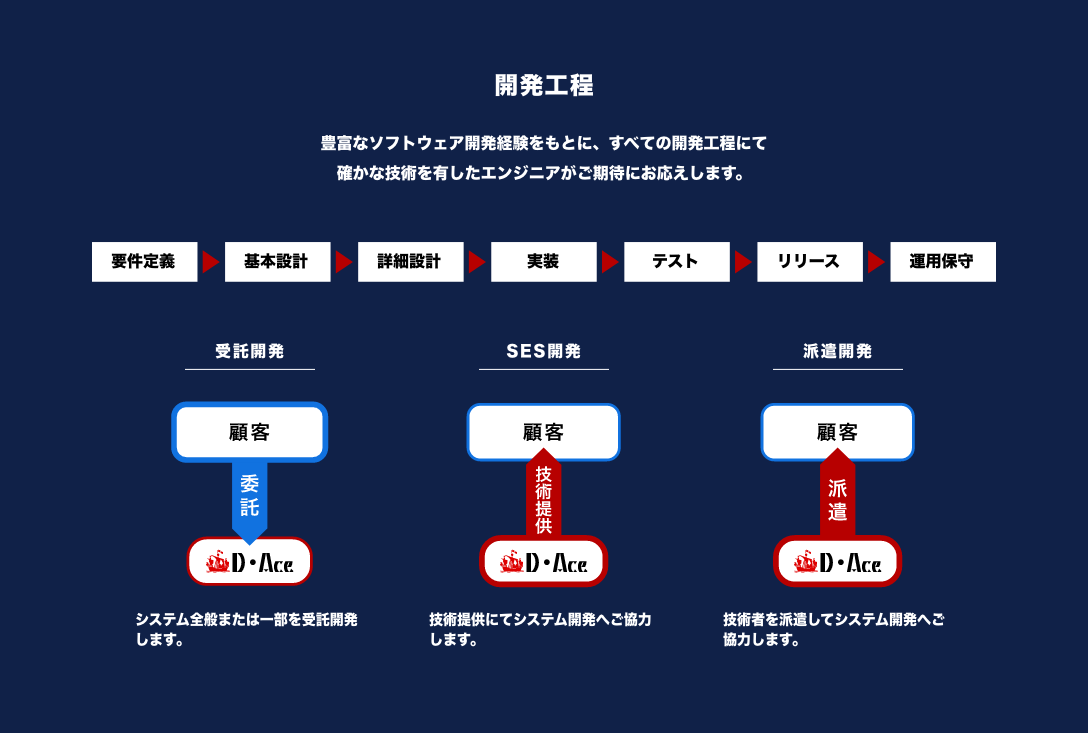 開発工程
豊富なソフトウェア開発経験をもとに、すべての開発工程にて
確かな技術を有したエンジニアがご期待にお応えします。
要件定義
基本設計
詳細設計
実装
テスト
リリース
運用保守
受託開発
顧客
委託
D・Ace
システム全般または一部を受託開発
します。
SES開発
顧客
技術提供
D・Ace
技術提供にてシステム開発へご協力
します。
派遣開発
顧客
派遣
D・Ace
技術者を派遣してシステム開発へご
協力します。